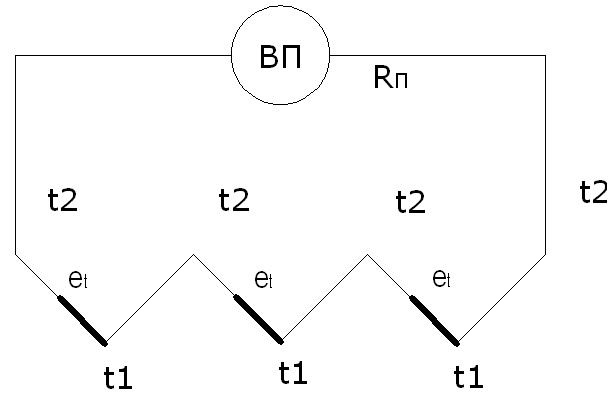 ВП
Rп
t2 t2 t2 t2
et et et
t1 t1 t1